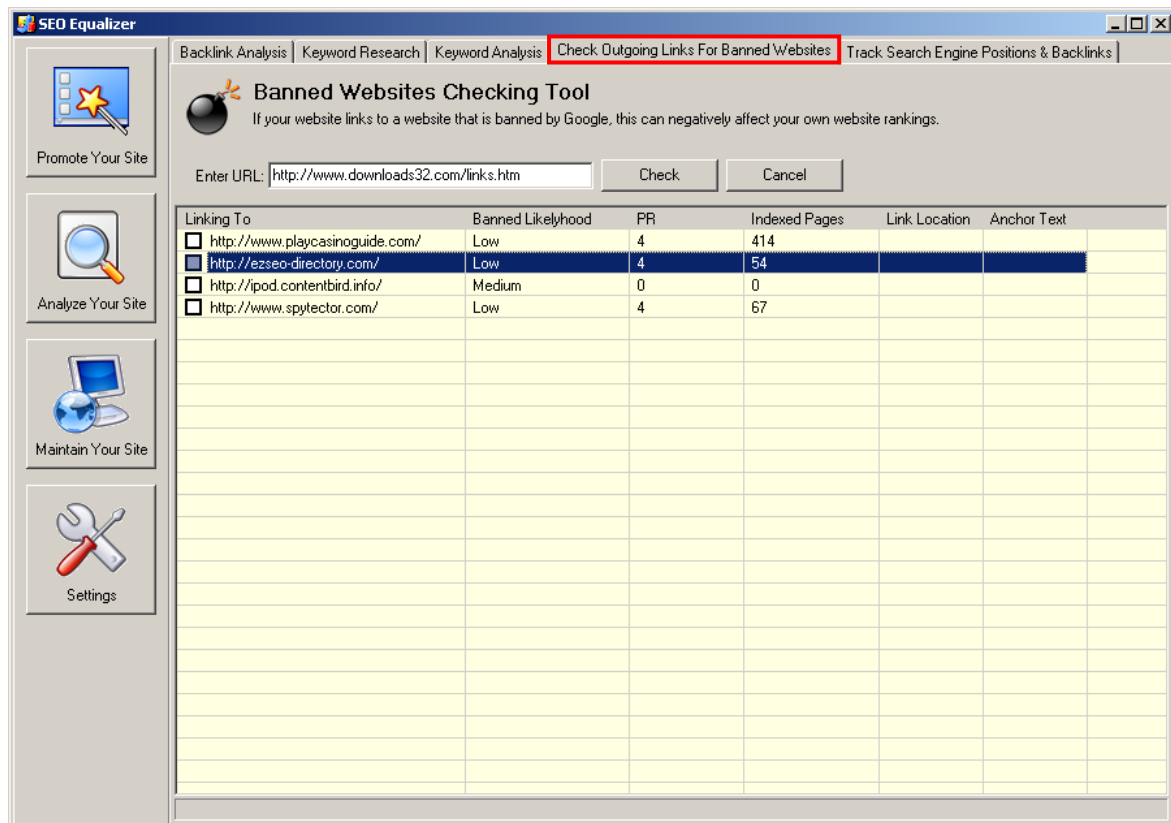 SEO Equalizer
Backlink Analysis Keyword Research Keyword Analysis Check Outgoing Links For Banned Websites Track Search Engine Positions & Backlinks
Promote Your Site
Analyze Your Site
Maintain Your Site
Settings
Banned Websites Checking Tool
If your website links to a website that is banned by Google, this can negatively affect your own website rankings.
Enter URL: http://www.downloads32.com/links.htm Check Cancel
Linking To Banned Likelyhood PR Indexed Pages Link Location Anchor Text
http://www.playcasinoguide.com/ Low 4 414
http://ezseo-directory.com/ Low 4 54
http://ipod.contentbird.info/ Medium 0 0
http://www.spytector.com/ Low 4 67